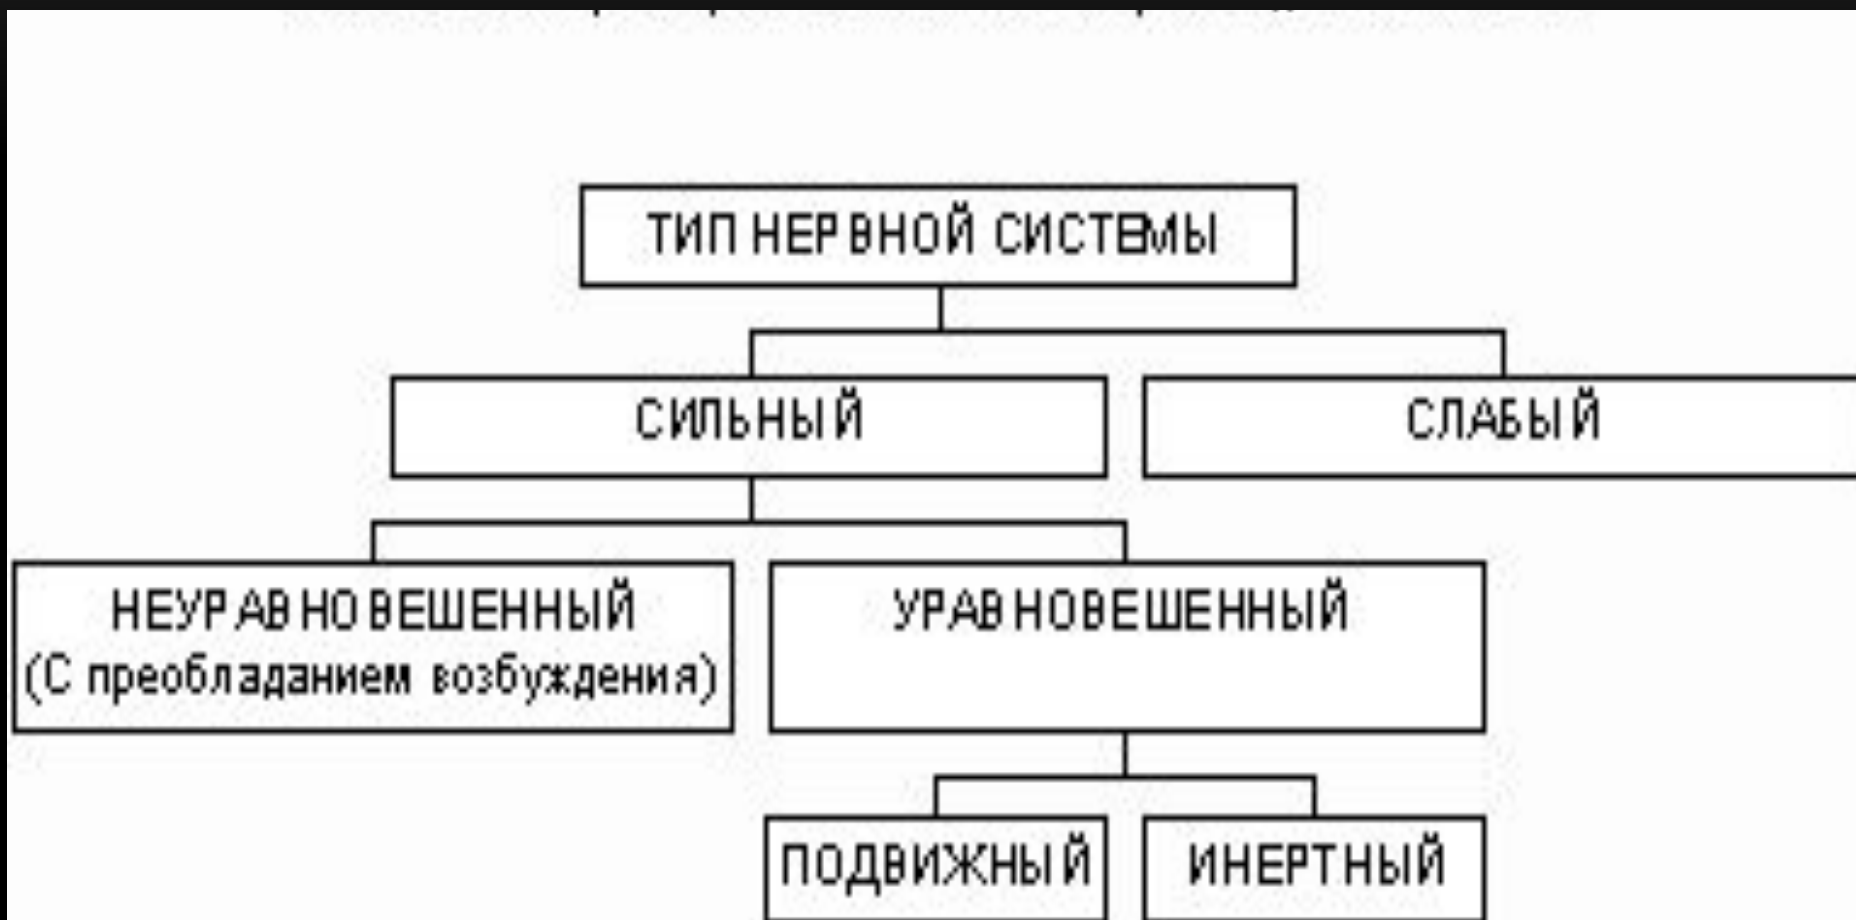 ТИП НЕРВНОЙ СИСТЕМЫ
СИЛЬНЫЙ
СЛАБЫЙ
НЕУРАВНОВЕШЕННЫЙ
(С преобладанием возбуждения)
УРАВНОВЕШЕННЫЙ
ПОДВИЖНЫЙ
ИНЕРТНЫЙ